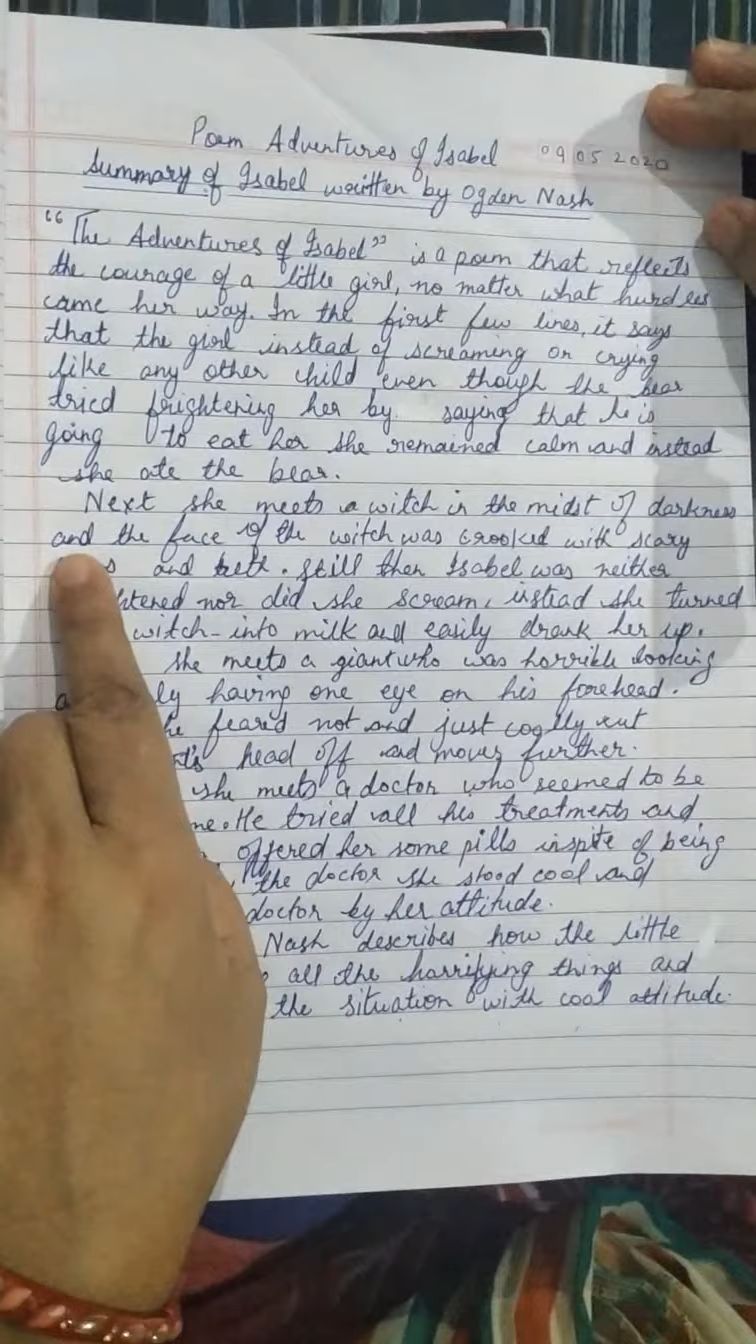 Poem Adventures of Isabel 09 05 2020
Summary of Isabel written by Ogden Nash
"The Adventures of Isabel" is a poem that reflects
the courage of a little girl, no matter what hurdles
came her way. In the first few lines, it says
that the girl instead of screaming or crying
like any other child even though the bear
tried frightening her by saying that he is
going to eat her she remained calm and instead
she ate the bear.
Next she meets a witch in the midst of darkness
and the face of the witch was crooked with scary
and teeth. Still then Isabel was neither
nor did she scream, instead she turned
witch into milk and easily drank her up.
she meets a giant who was horrible looking
having one eye on his forehead.
feared not and just coolly cut
head off and moves further.
she meets a doctor who seemed to be
He tried all his treatments and
offered her some pills inspite of being
the doctor she stood cool and
doctor by her attitude.
Nash describes how the little
all the horrifying things and
the situation with cool attitude.